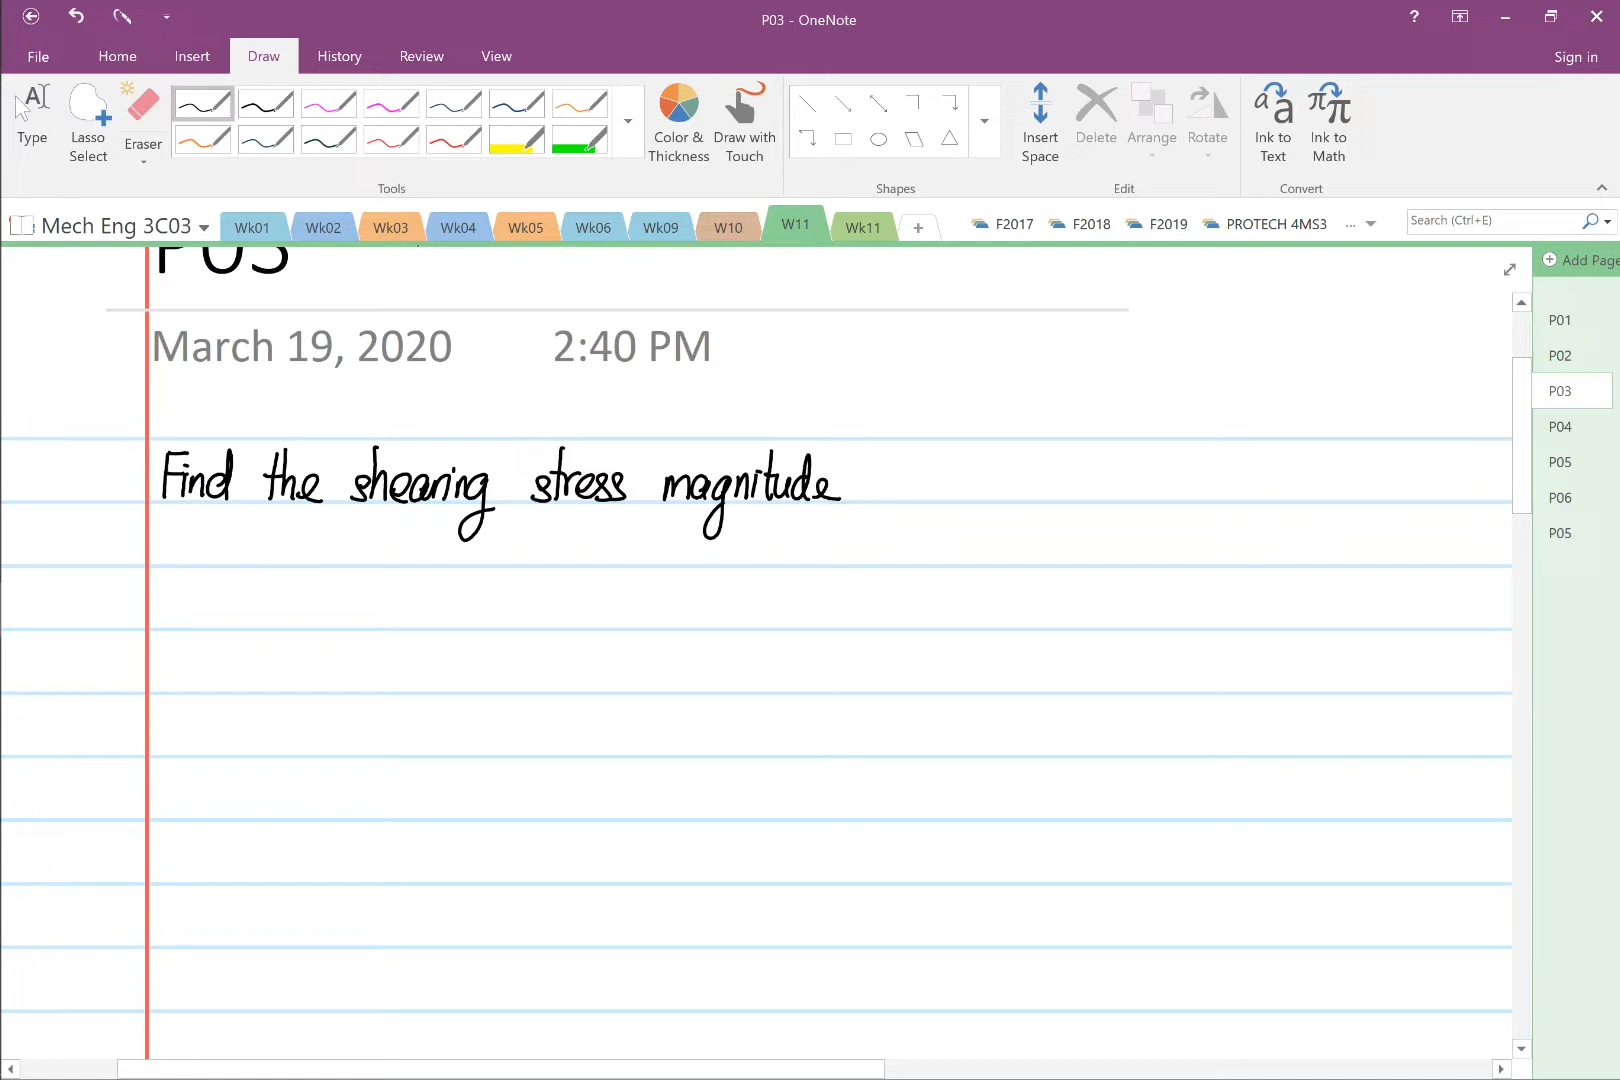 P03 - OneNote
File Home Insert Draw History Review View Sign in
Type Lasso Select Eraser Color & Thickness Draw with Touch Insert Space Delete Arrange Rotate Ink to Text Ink to Math
Tools Shapes Edit Convert
Mech Eng 3C03 Wk01 Wk02 Wk03 Wk04 Wk05 Wk06 Wk09 W10 W11 Wk11 F2017 F2018 F2019 PROTECH 4MS3 ... Search (Ctrl+E)
P03
Add Page
March 19, 2020 2:40 PM
Find the shearing stress magnitude
P01
P02
P03
P04
P05
P06
P05